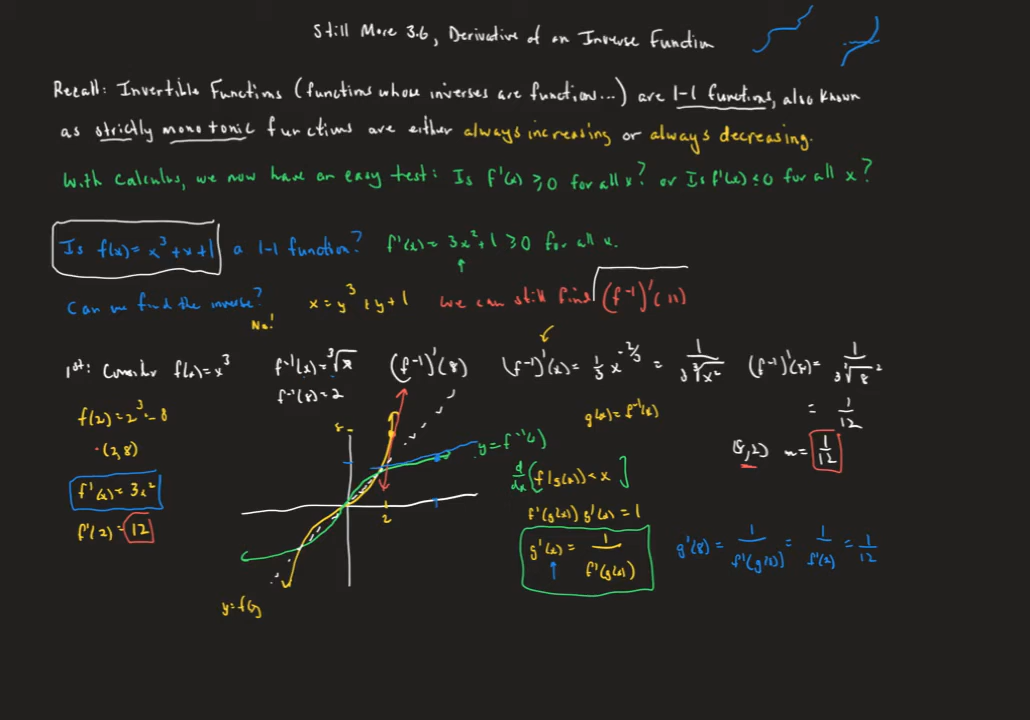 Still More 3.6, Derivative of an Inverse Function
Recall: Invertible Functions (functions whose inverses are functions...) are 1-1 functions, also known
as strictly monotonic functions are either always increasing or always decreasing.
With Calculus, we now have an easy test: Is f'(x) ≥ 0 for all x? or Is f'(x) ≤ 0 for all x?
Is f(x) = x³ + x + 1 a 1-1 function? f'(x) = 3x² + 1 ≥ 0 for all x.
Can we find the inverse? x = y³ + y + 1 We can still find (f⁻¹)'(11)
No!
1st: Consider f(x) = x³ f⁻¹(x) = ∛x (f⁻¹)'(8) (f⁻¹)'(x) = 1/3 x^(-2/3) = 1/(3∛x²) (f⁻¹)'(8) = 1/(3∛8²)
f⁻¹(8) = 2
= 1/12
f(2) = 2³ = 8
(2,8)
f'(x) = 3x²
f'(2) = 12
8
2
y = f⁻¹(x)
y = f(x)
g(x) = f⁻¹(x)
d/dx [f(g(x)) = x]
f'(g(x)) g'(x) = 1
g'(x) = 1/f'(g(x))
(8,2) m = 1/12
g'(8) = 1/f'(g(8)) = 1/f'(2) = 1/12